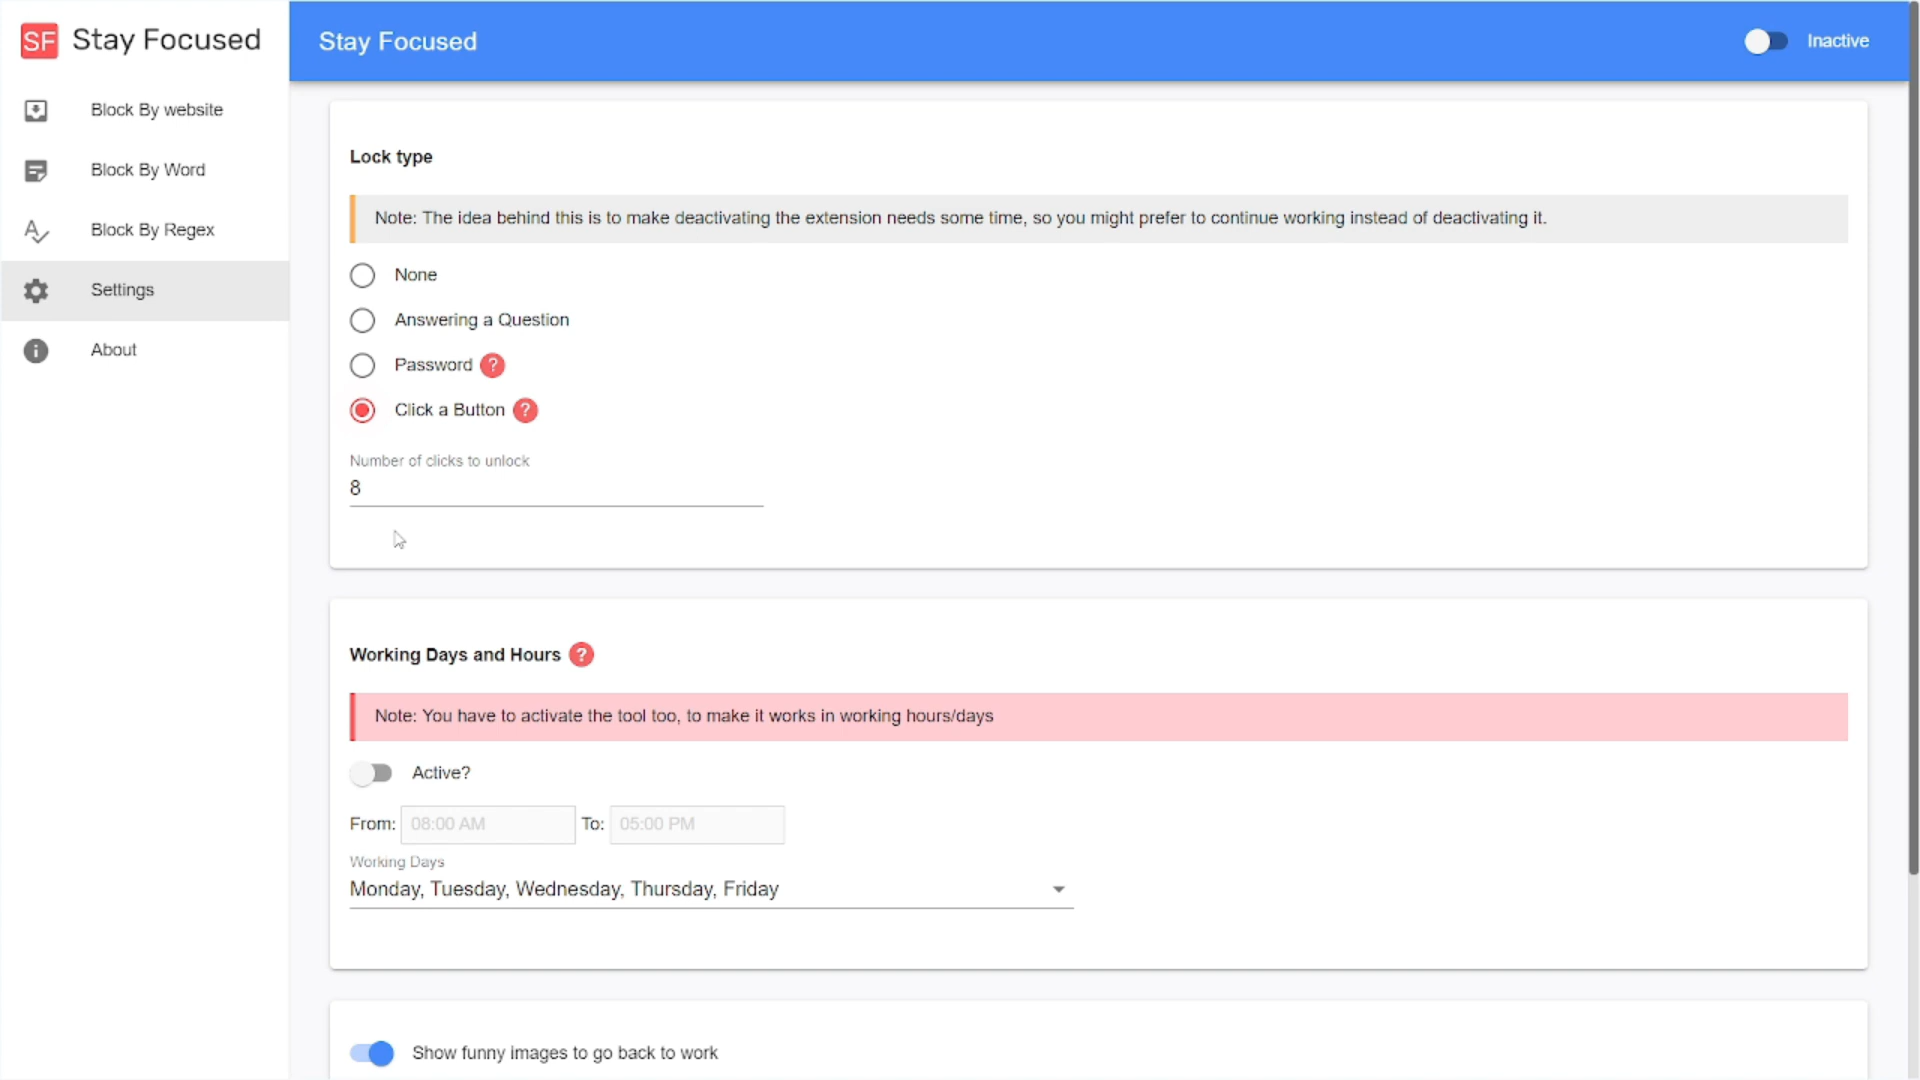 SF Stay Focused
Block By website
Block By Word
Block By Regex
Settings
About
Stay Focused
Inactive
Lock type
Note: The idea behind this is to make deactivating the extension needs some time, so you might prefer to continue working instead of deactivating it.
None
Answering a Question
Password ?
Click a Button ?
Number of clicks to unlock
8
Working Days and Hours ?
Note: You have to activate the tool too, to make it works in working hours/days
Active?
From: 08:00 AM To: 05:00 PM
Working Days
Monday, Tuesday, Wednesday, Thursday, Friday
Show funny images to go back to work